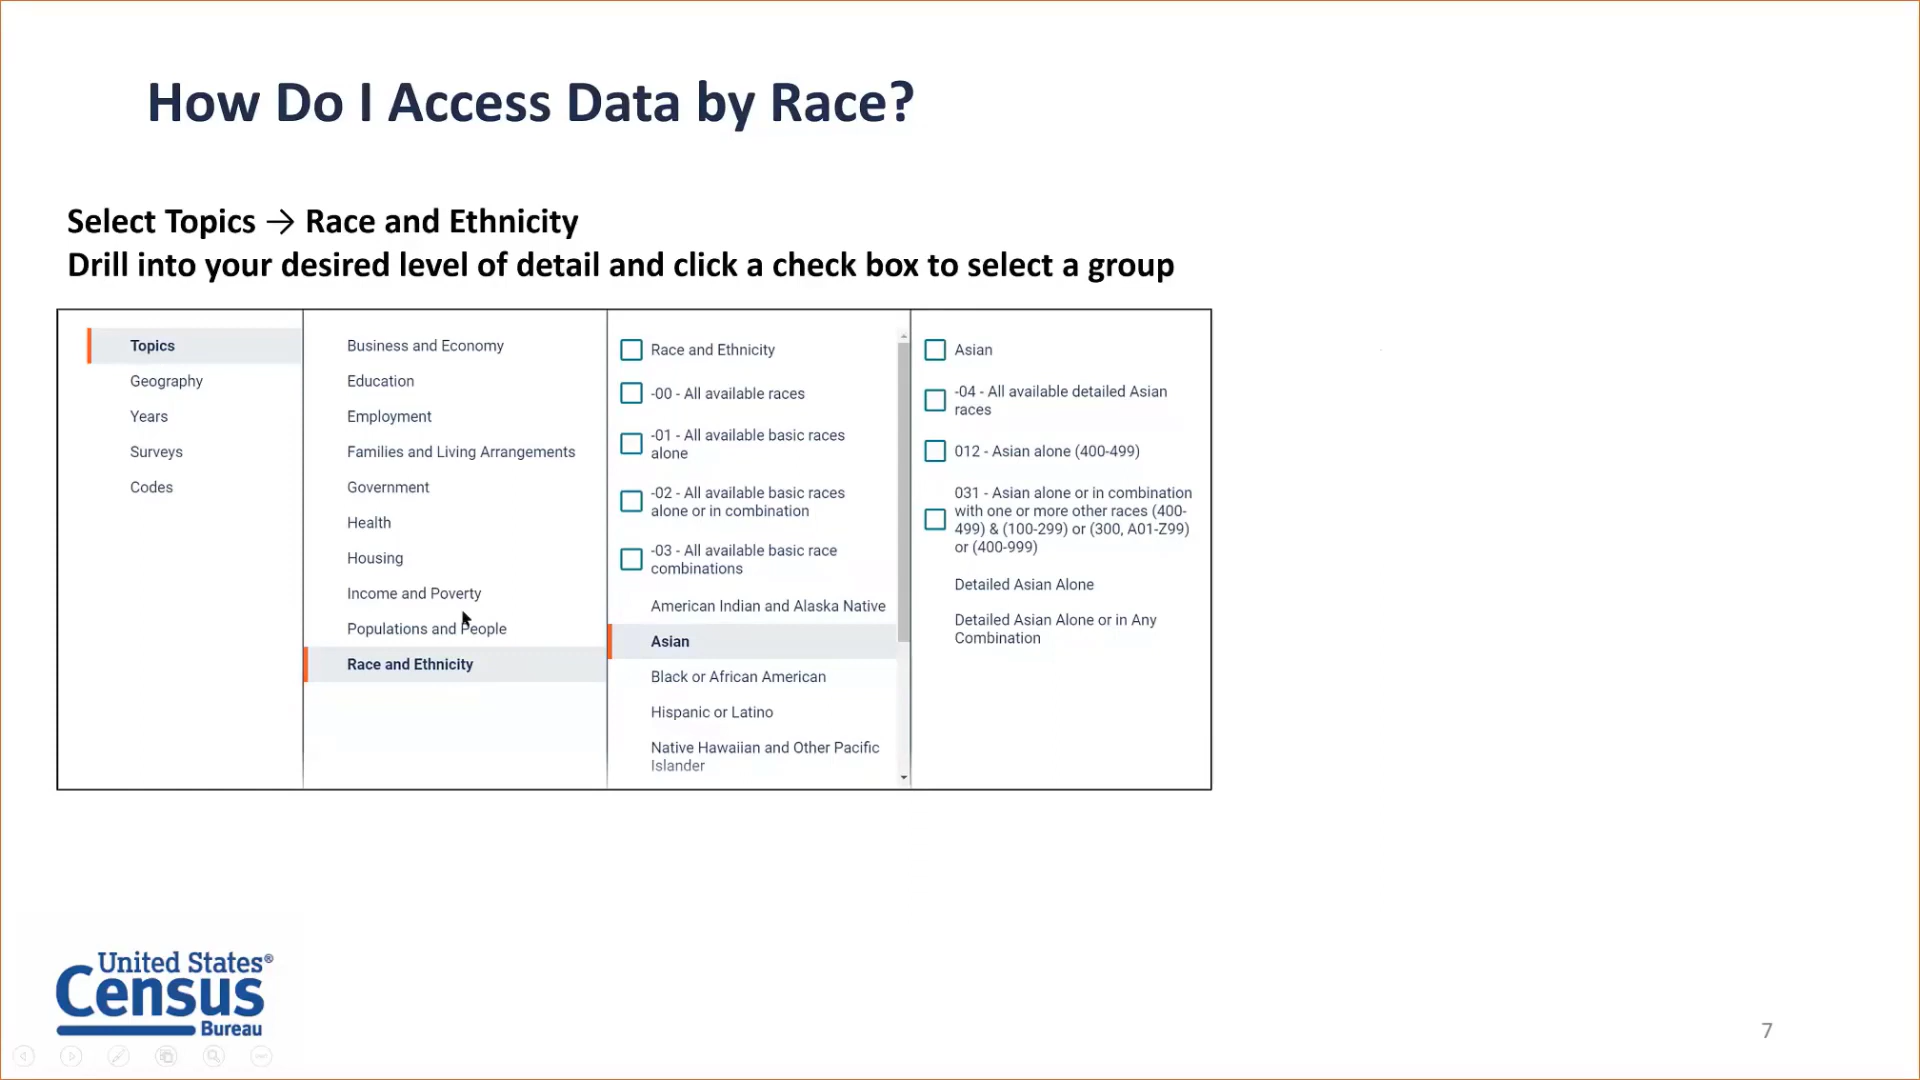 How Do I Access Data by Race?
Select Topics → Race and Ethnicity
Drill into your desired level of detail and click a check box to select a group
Topics
Geography
Years
Surveys
Codes
Business and Economy
Education
Employment
Families and Living Arrangements
Government
Health
Housing
Income and Poverty
Populations and People
Race and Ethnicity
Race and Ethnicity
-00 - All available races
-01 - All available basic races
alone
-02 - All available basic races
alone or in combination
-03 - All available basic race
combinations
American Indian and Alaska Native
Asian
Black or African American
Hispanic or Latino
Native Hawaiian and Other Pacific
Islander
Asian
-04 - All available detailed Asian
races
012 - Asian alone (400-499)
031 - Asian alone or in combination
with one or more other races (400-
499) & (100-299) or (300, A01-Z99)
or (400-999)
Detailed Asian Alone
Detailed Asian Alone or in Any
Combination
United States®
Census
Bureau
7